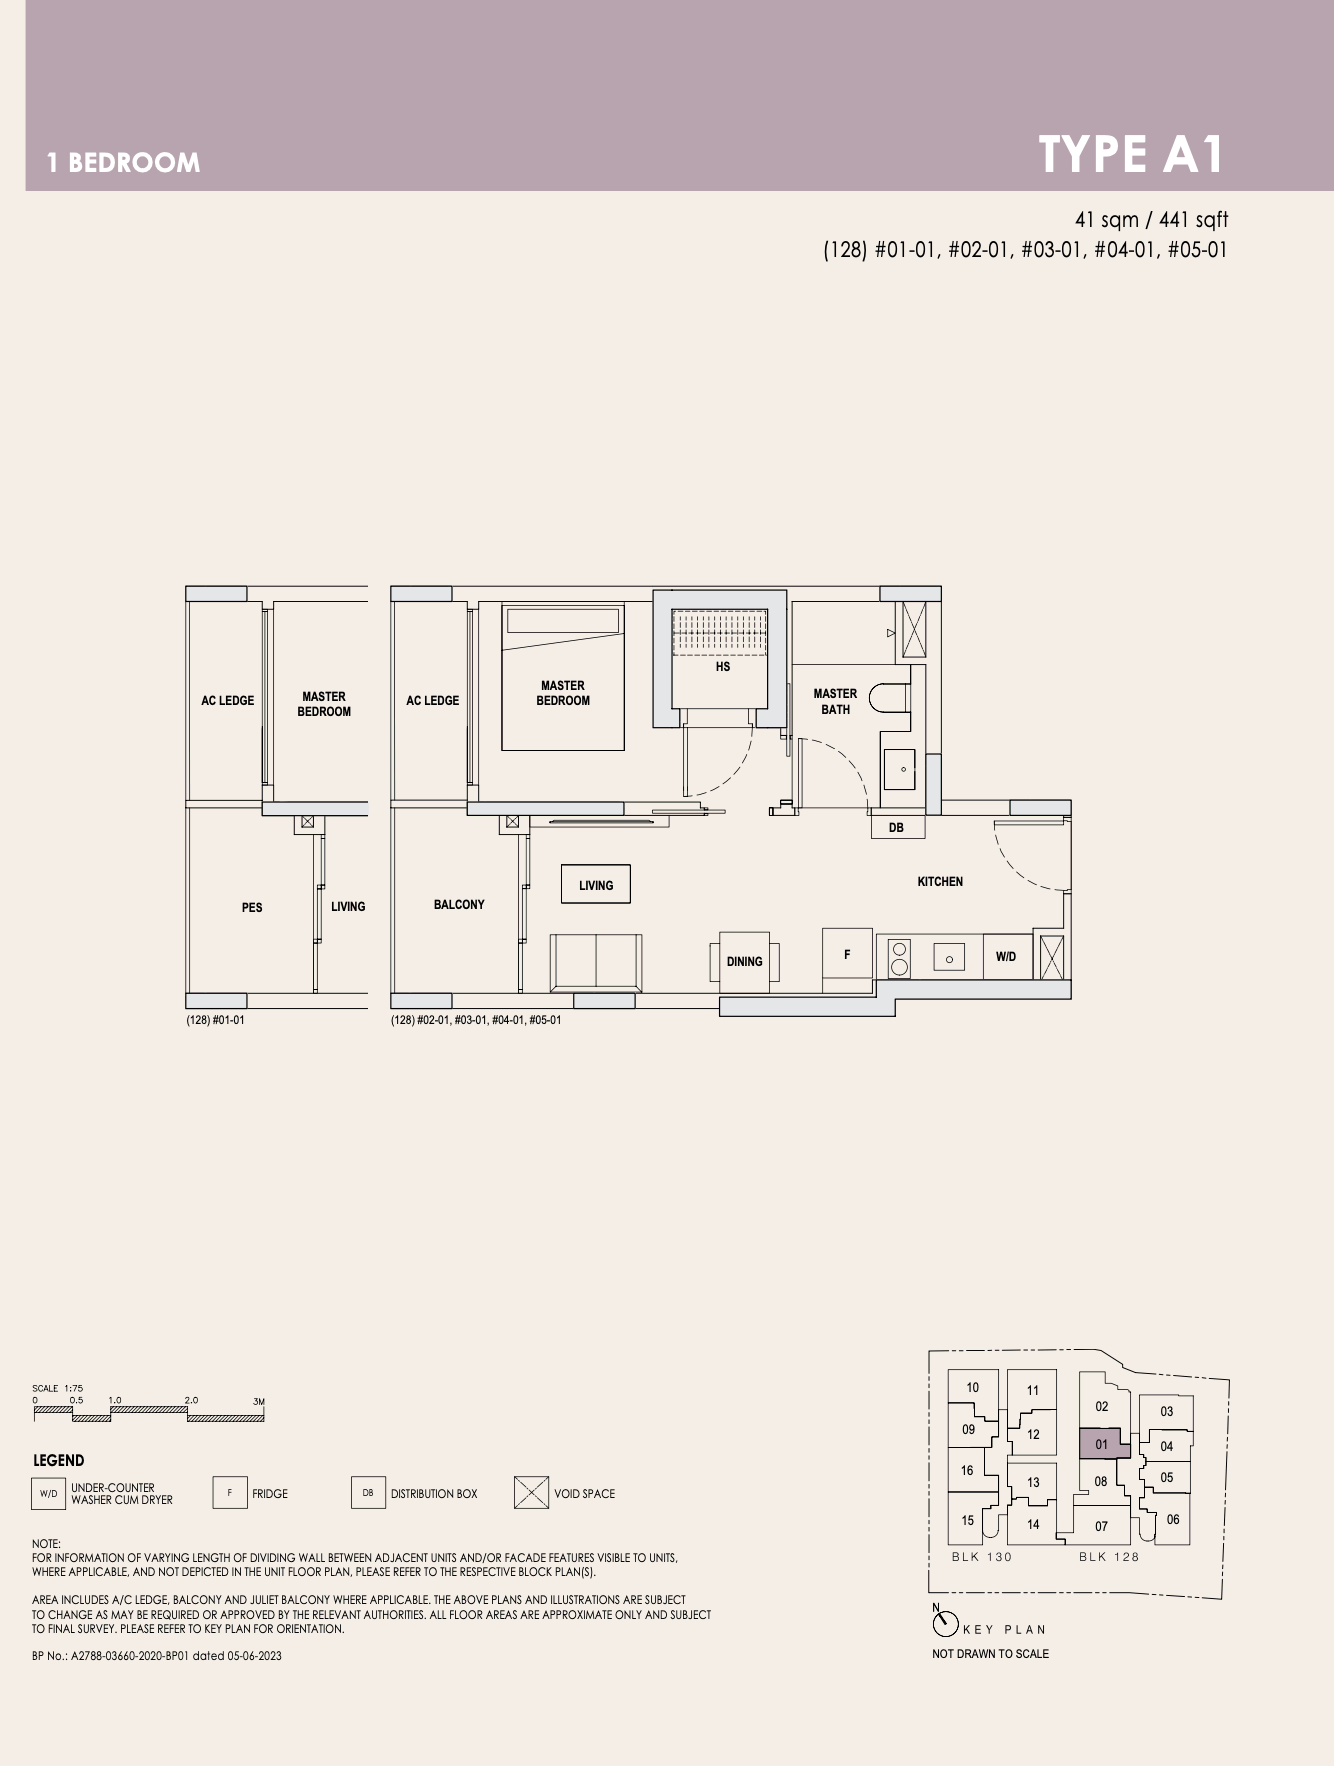 1 BEDROOM
TYPE A1
41 sqm / 441 sqft
(128) #01-01, #02-01, #03-01, #04-01, #05-01
AC LEDGE
MASTER
BEDROOM
AC LEDGE
MASTER
BEDROOM
HS
MASTER
BATH
DB
PES
LIVING
BALCONY
LIVING
DINING
F
KITCHEN
W/D
(128) #01-01
(128) #02-01, #03-01, #04-01, #05-01
SCALE 1:75
0 0.5 1.0 2.0 3M
LEGEND
W/D
UNDER-COUNTER
WASHER CUM DRYER
F
FRIDGE
DB
DISTRIBUTION BOX
VOID SPACE
NOTE:
FOR INFORMATION OF VARYING LENGTH OF DIVIDING WALL BETWEEN ADJACENT UNITS AND/OR FACADE FEATURES VISIBLE TO UNITS,
WHERE APPLICABLE, AND NOT DEPICTED IN THE UNIT FLOOR PLAN, PLEASE REFER TO THE RESPECTIVE BLOCK PLAN(S).
AREA INCLUDES A/C LEDGE, BALCONY AND JULIET BALCONY WHERE APPLICABLE. THE ABOVE PLANS AND ILLUSTRATIONS ARE SUBJECT
TO CHANGE AS MAY BE REQUIRED OR APPROVED BY THE RELEVANT AUTHORITIES. ALL FLOOR AREAS ARE APPROXIMATE ONLY AND SUBJECT
TO FINAL SURVEY. PLEASE REFER TO KEY PLAN FOR ORIENTATION.
BP No.: A2788-03660-2020-BP01 dated 05-06-2023
10
11
09
12
16
13
15
14
BLK 130
02
03
01
04
08
05
07
06
BLK 128
N
KEY PLAN
NOT DRAWN TO SCALE